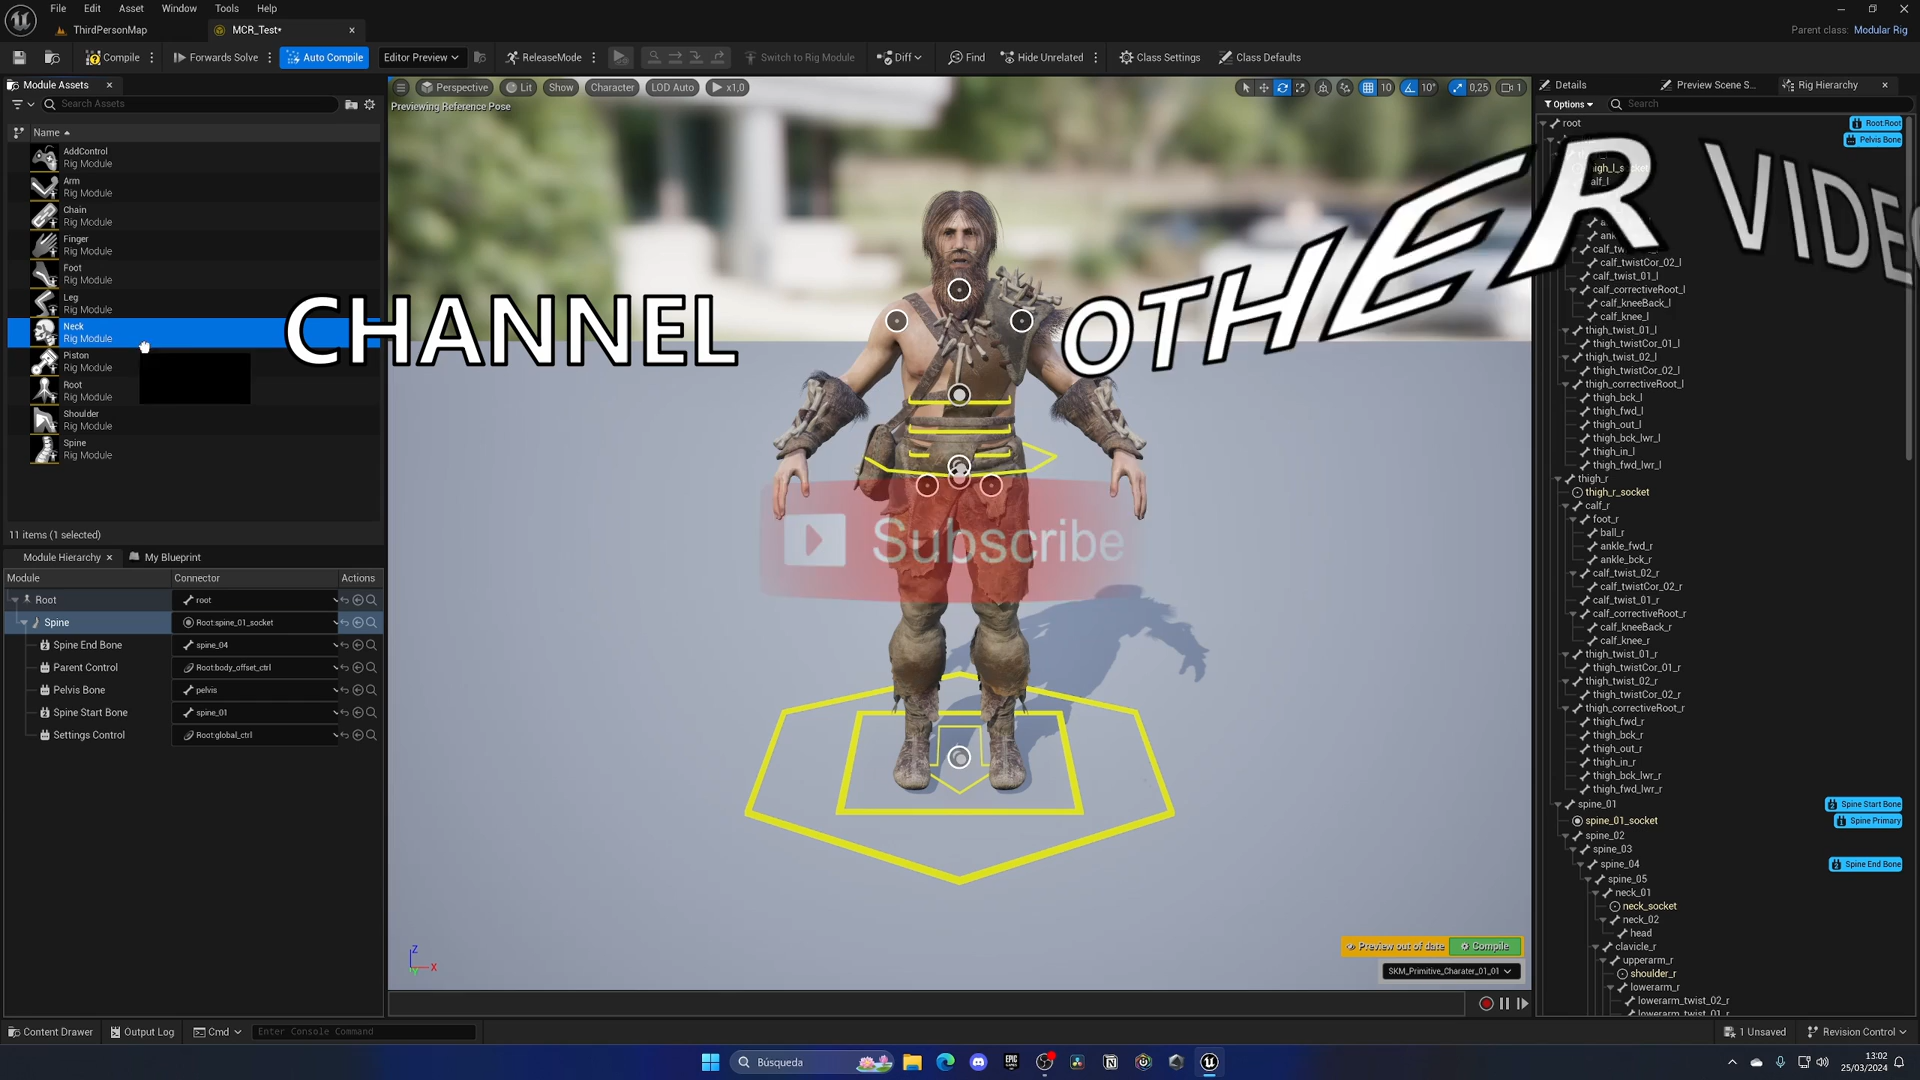 File Edit Asset Window Tools Help
ThirdPersonMap
MCR_Test*
Parent class: Modular Rig
Compile
Forwards Solve
Auto Compile
Editor Preview
ReleaseMode
Switch to Rig Module
Diff
Find
Hide Unrelated
Class Settings
Class Defaults
Module Assets
Search Assets
Name
AddControl
Rig Module
Arm
Rig Module
Chain
Rig Module
Finger
Rig Module
Foot
Rig Module
Leg
Rig Module
Neck
Rig Module
Piston
Rig Module
Root
Rig Module
Shoulder
Rig Module
Spine
Rig Module
11 items (1 selected)
Module Hierarchy
My Blueprint
Module Connector Actions
Root root
Spine Root:spine_01_socket
Spine End Bone spine_04
Parent Control Root:body_offset_ctrl
Pelvis Bone pelvis
Spine Start Bone spine_01
Settings Control Root:global_ctrl
Perspective Lit Show Character LOD Auto x1,0
10 10° 0,25 1
Previewing Reference Pose
CHANNEL
OTHER VIDEO
Subscribe
Z
X
Preview out of date Compile
SKM_Primitive_Charater_01_01
Details
Preview Scene S...
Rig Hierarchy
Options
Search
root Root:Root
Pelvis Bone
calf_twistCor_02_l
calf_twist_01_l
calf_correctiveRoot_l
calf_kneeBack_l
calf_knee_l
thigh_twist_01_l
thigh_twistCor_01_l
thigh_twist_02_l
thigh_twistCor_02_l
thigh_correctiveRoot_l
thigh_bck_l
thigh_fwd_l
thigh_out_l
thigh_bck_lwr_l
thigh_in_l
thigh_fwd_lwr_l
thigh_r
thigh_r_socket
calf_r
foot_r
ball_r
ankle_fwd_r
ankle_bck_r
calf_twist_02_r
calf_twistCor_02_r
calf_twist_01_r
calf_correctiveRoot_r
calf_kneeBack_r
calf_knee_r
thigh_twist_01_r
thigh_twistCor_01_r
thigh_twist_02_r
thigh_twistCor_02_r
thigh_correctiveRoot_r
thigh_fwd_r
thigh_bck_r
thigh_out_r
thigh_in_r
thigh_bck_lwr_r
thigh_fwd_lwr_r
spine_01 Spine Start Bone
spine_01_socket Spine Primary
spine_02
spine_03
spine_04 Spine End Bone
spine_05
neck_01
neck_socket
neck_02
head
clavicle_r
upperarm_r
shoulder_r
lowerarm_r
lowerarm_twist_02_r
lowerarm_twist_01_r
Content Drawer
Output Log
Cmd
Enter Console Command
1 Unsaved
Revision Control
Búsqueda
EPIC GAMES
13:02
25/03/2024